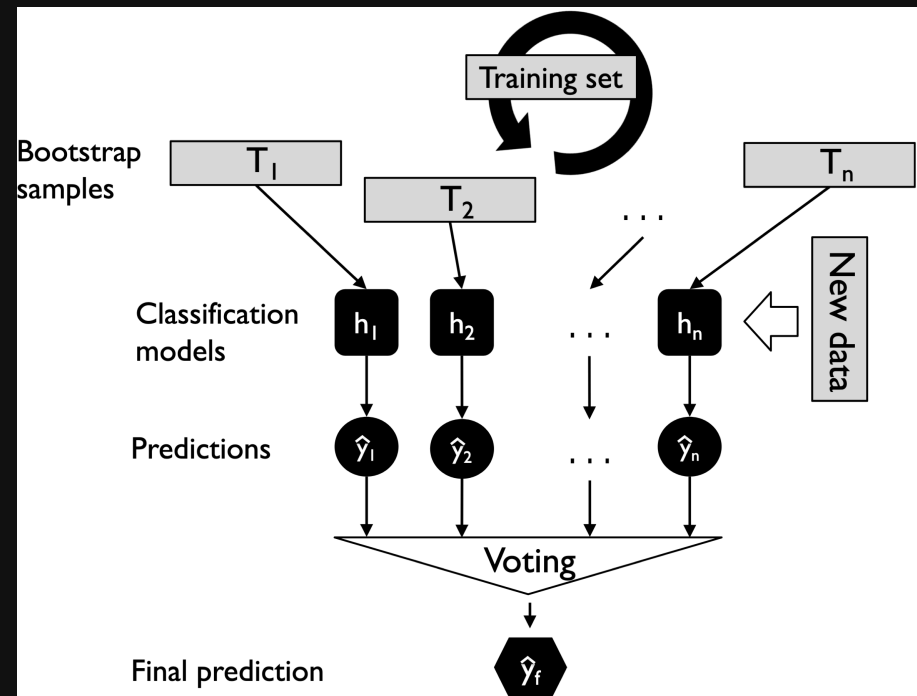 Training set
Bootstrap
samples
T₁
T₂
. . .
Tₙ
New data
Classification
models
h₁
h₂
. . .
hₙ
Predictions
ŷ₁
ŷ₂
. . .
ŷₙ
Voting
Final prediction
ŷf